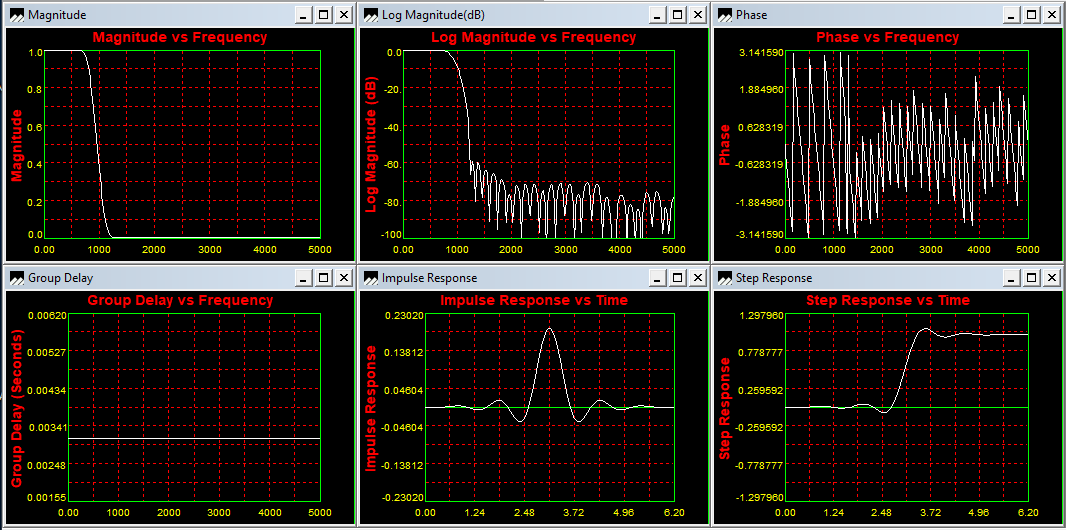 Magnitude
Magnitude vs Frequency
Magnitude
1.0
0.8
0.6
0.4
0.2
0.0
0.00 1000 2000 3000 4000 5000
Log Magnitude(dB)
Log Magnitude vs Frequency
Log Magnitude (dB)
0.0
-20.
-40.
-60.
-80.
-100
0.00 1000 2000 3000 4000 5000
Phase
Phase vs Frequency
Phase
3.141590
1.884960
0.628319
-0.628319
-1.884960
-3.141590
0.00 1000 2000 3000 4000 5000
Group Delay
Group Delay vs Frequency
Group Delay (Seconds)
0.00620
0.00527
0.00434
0.00341
0.00248
0.00155
0.00 1000 2000 3000 4000 5000
Impulse Response
Impulse Response vs Time
Impulse Response
0.23020
0.13812
0.04604
-0.04604
-0.13812
-0.23020
0.00 1.24 2.48 3.72 4.96 6.20
Step Response
Step Response vs Time
Step Response
1.297960
0.778777
0.259592
-0.259592
-0.778777
-1.297960
0.00 1.24 2.48 3.72 4.96 6.20